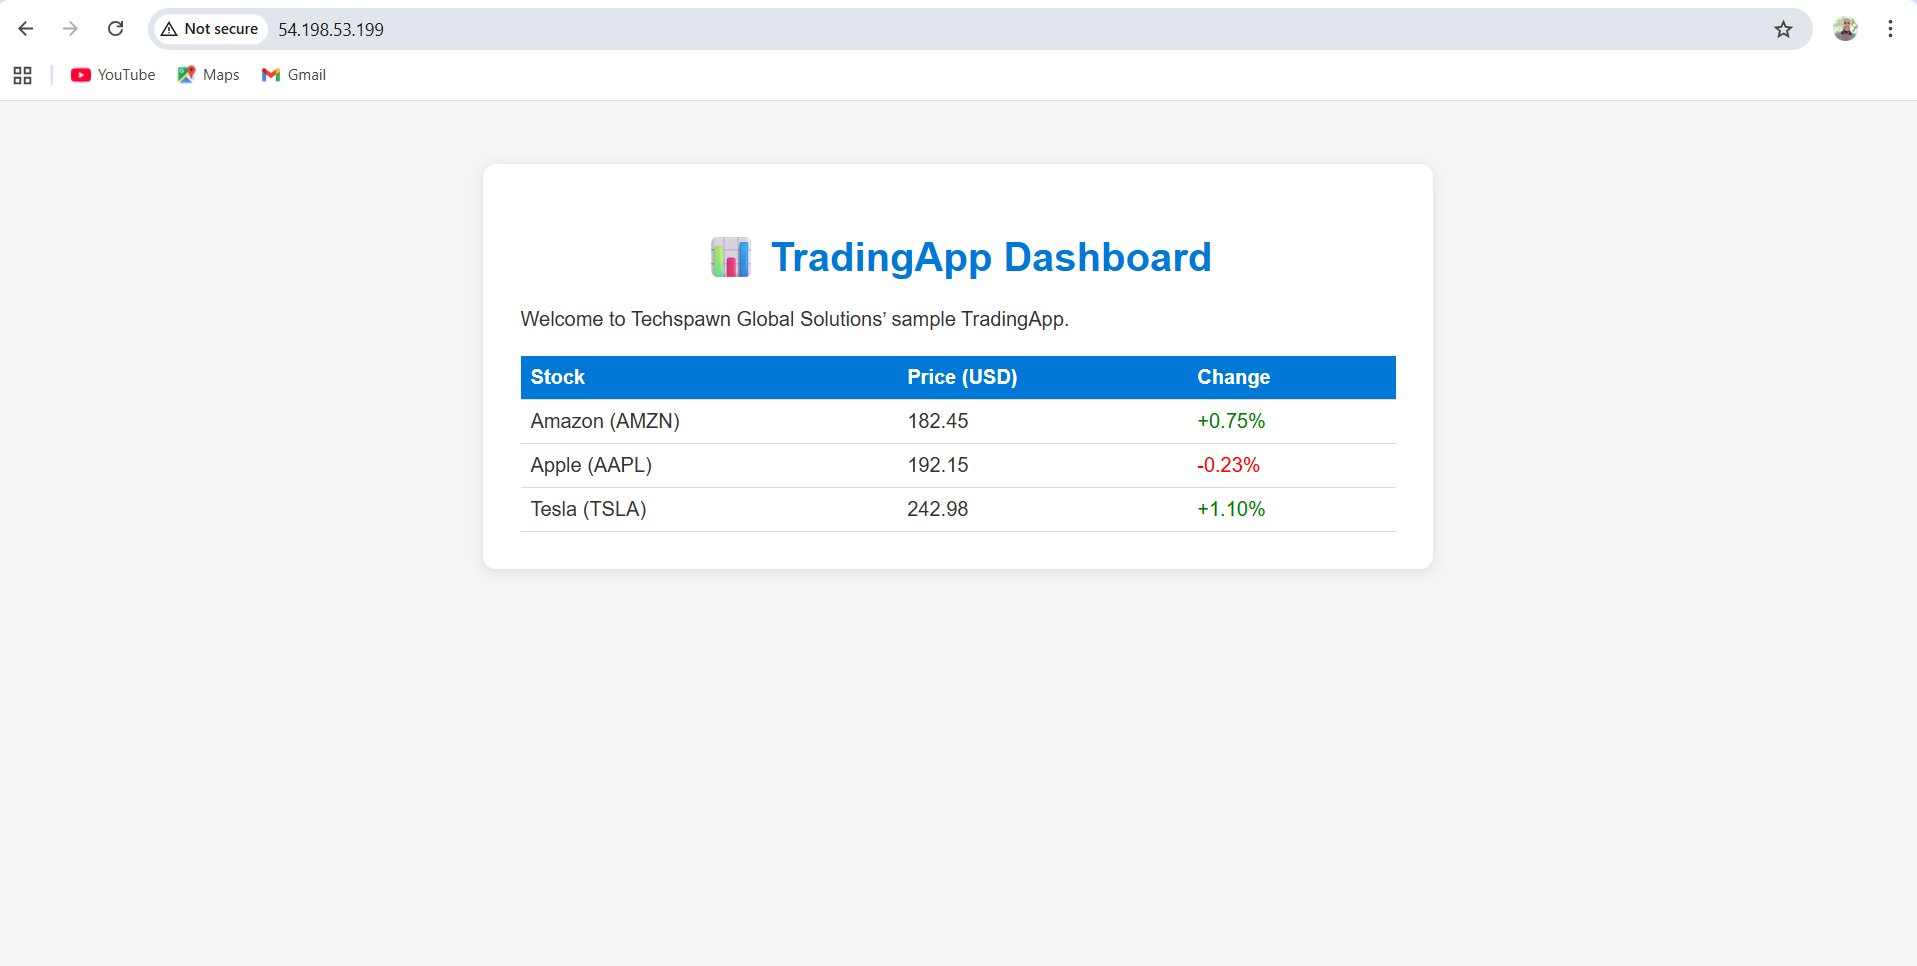 Not secure 54.198.53.199
YouTube Maps Gmail
TradingApp Dashboard
Welcome to Techspawn Global Solutions’ sample TradingApp.
Stock Price (USD) Change
Amazon (AMZN) 182.45 +0.75%
Apple (AAPL) 192.15 -0.23%
Tesla (TSLA) 242.98 +1.10%